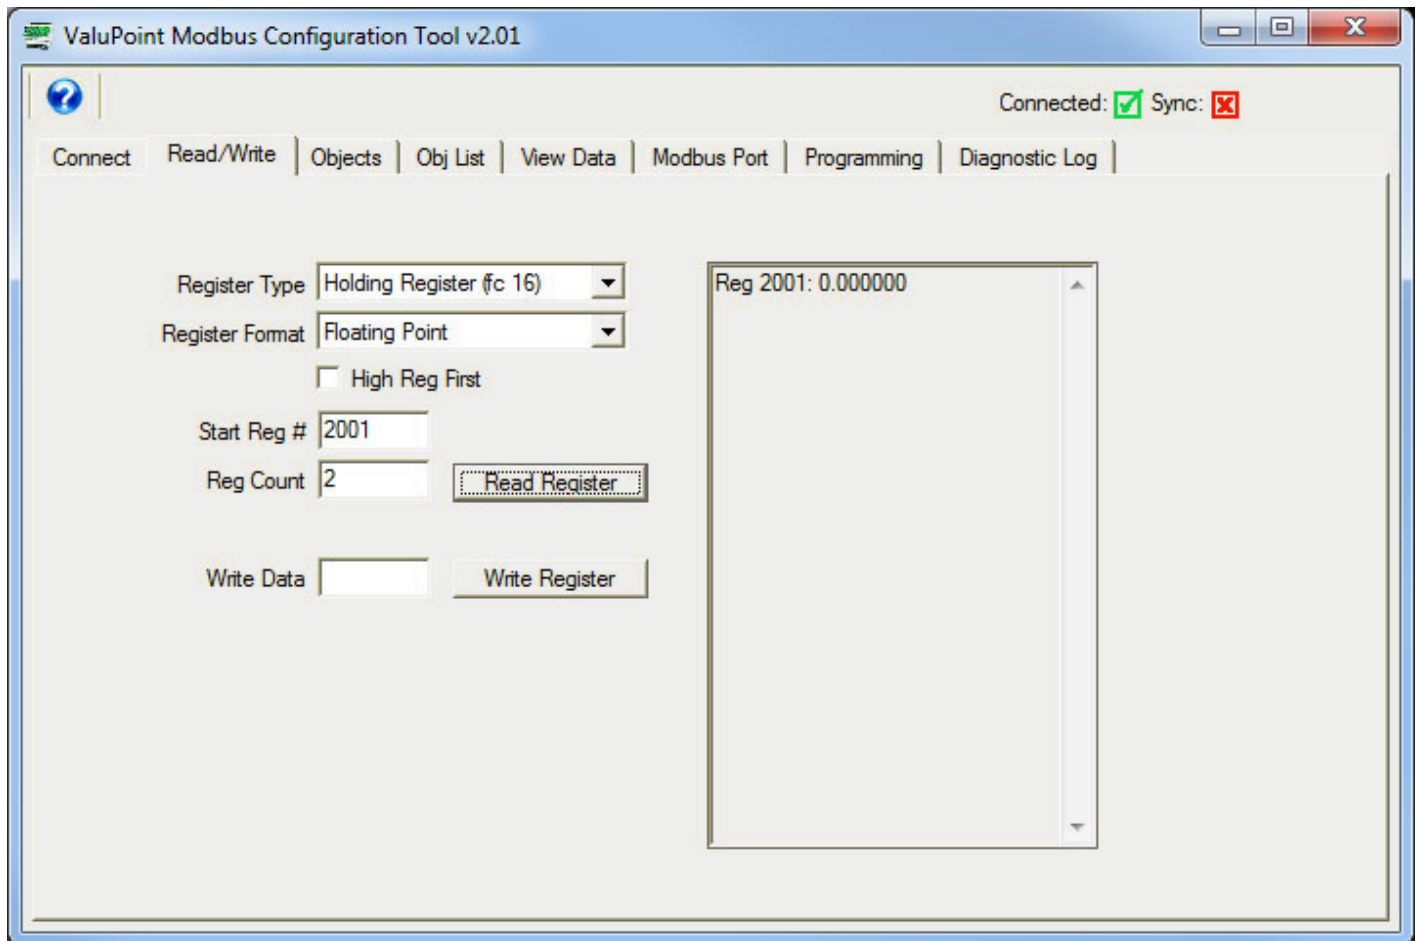 ValuPoint Modbus Configuration Tool v2.01
Connected: Sync:
Connect Read/Write Objects Obj List View Data Modbus Port Programming Diagnostic Log
Register Type Holding Register (fc 16)
Reg 2001: 0.000000
Register Format Floating Point
High Reg First
Start Reg # 2001
Reg Count 2 Read Register
Write Data Write Register